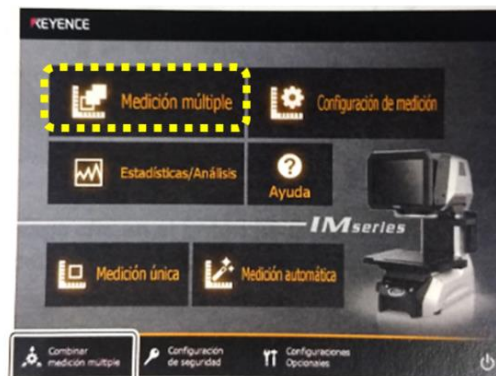 KEYENCE
Medición múltiple
Configuración de medición
Estadísticas/Análisis
?
Ayuda
IM series
Medición única
Medición automática
Combinar
medición múltiple
Configuración
de seguridad
Configuraciones
Opcionales